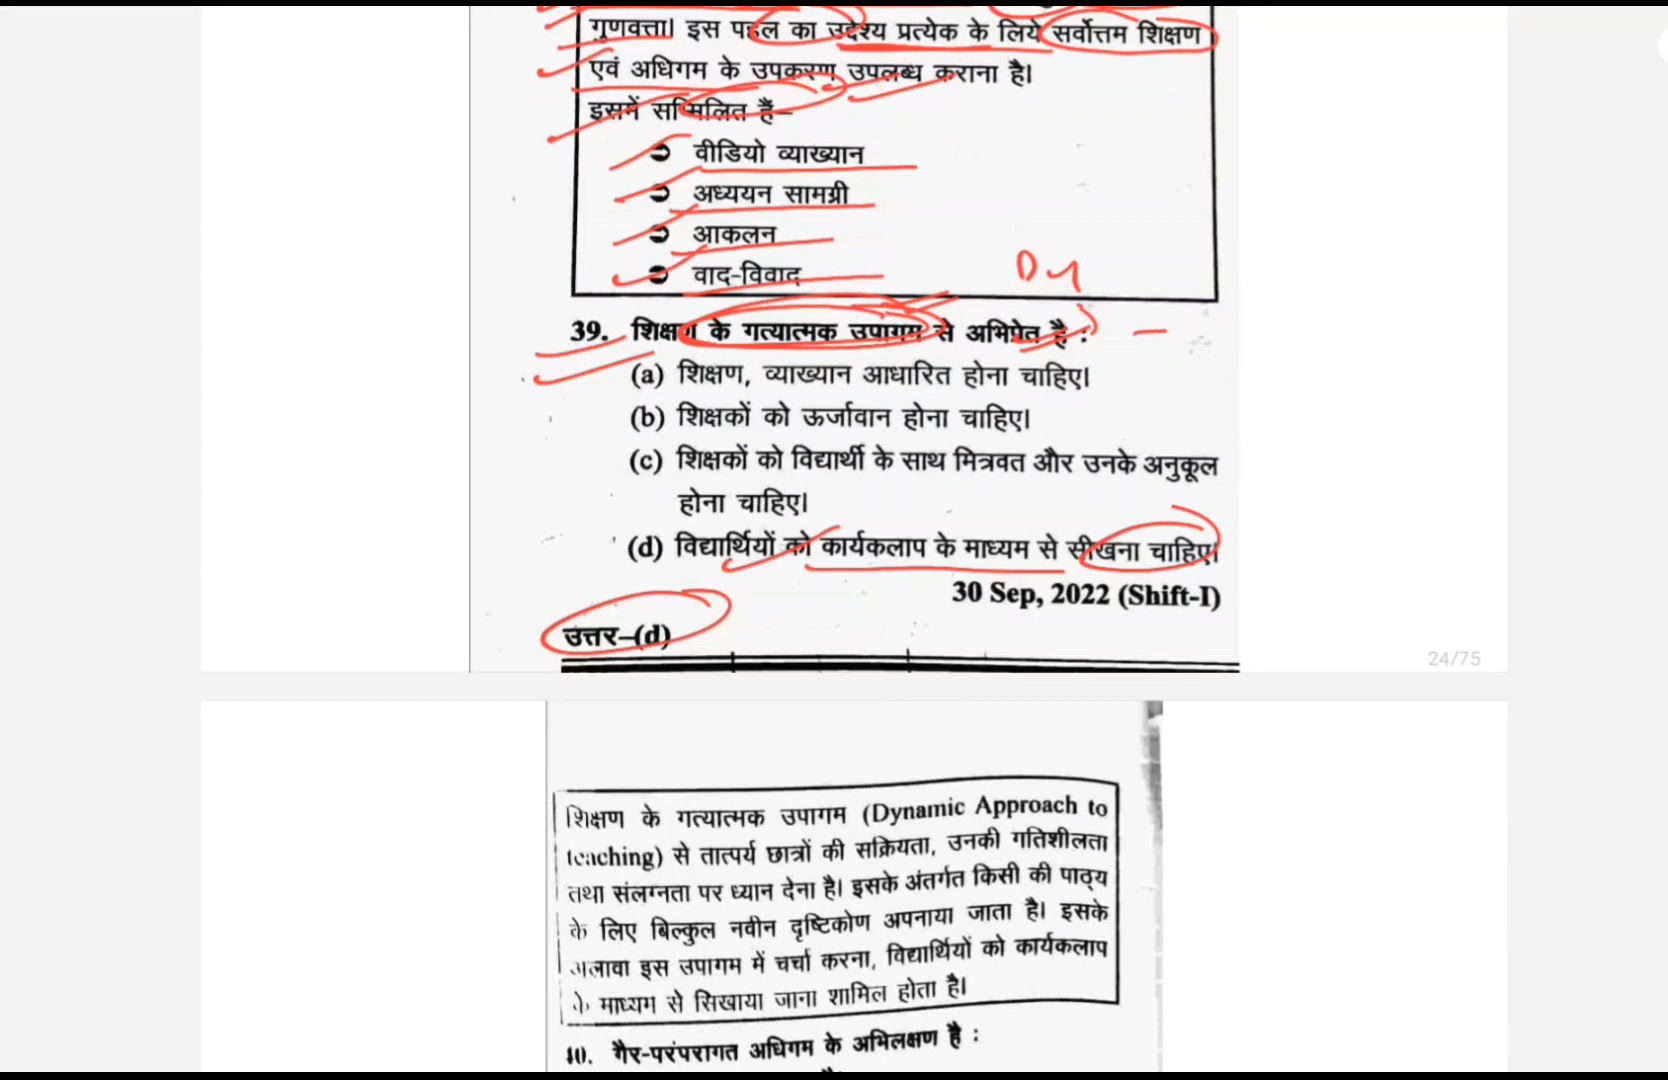 गुणवत्ता। इस पहल का उद्देश्य प्रत्येक के लिये सर्वोत्तम शिक्षण
एवं अधिगम के उपकरण उपलब्ध कराना है।
इसमें सम्मिलित हैं–
➲ वीडियो व्याख्यान
➲ अध्ययन सामग्री
➲ आकलन
➲ वाद-विवाद
39. शिक्षण के गत्यात्मक उपागम से अभिप्रेत है :
(a) शिक्षण, व्याख्यान आधारित होना चाहिए।
(b) शिक्षकों को ऊर्जावान होना चाहिए।
(c) शिक्षकों को विद्यार्थी के साथ मित्रवत और उनके अनुकूल
होना चाहिए।
(d) विद्यार्थियों को कार्यकलाप के माध्यम से सीखना चाहिए।
30 Sep, 2022 (Shift-I)
उत्तर–(d)
24/75
शिक्षण के गत्यात्मक उपागम (Dynamic Approach to
teaching) से तात्पर्य छात्रों की सक्रियता, उनकी गतिशीलता
तथा संलग्नता पर ध्यान देना है। इसके अंतर्गत किसी की पाठ्य
के लिए बिल्कुल नवीन दृष्टिकोण अपनाया जाता है। इसके
अलावा इस उपागम में चर्चा करना, विद्यार्थियों को कार्यकलाप
के माध्यम से सिखाया जाना शामिल होता है।
40. गैर-परंपरागत अधिगम के अभिलक्षण है :